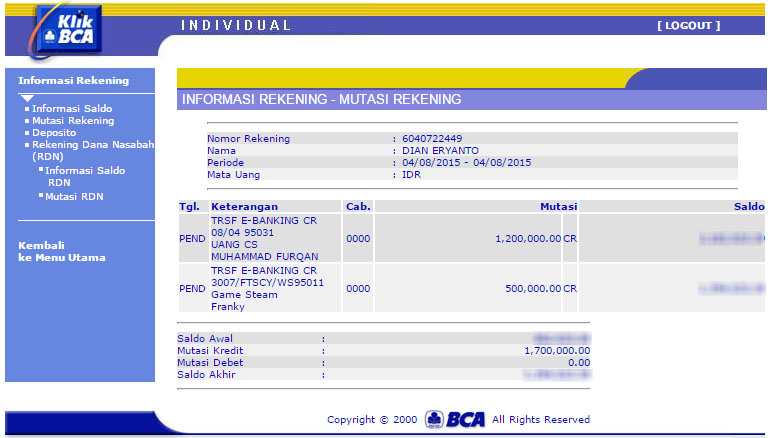 Klik
BCA
INDIVIDUAL
[ LOGOUT ]
Informasi Rekening
Informasi Saldo
Mutasi Rekening
Deposito
Rekening Dana Nasabah
(RDN)
Informasi Saldo
RDN
Mutasi RDN
Kembali
ke Menu Utama
INFORMASI REKENING - MUTASI REKENING
Nomor Rekening : 6040722449
Nama : DIAN ERYANTO
Periode : 04/08/2015 - 04/08/2015
Mata Uang : IDR
Tgl. Keterangan Cab. Mutasi Saldo
TRSF E-BANKING CR
08/04 95031
PEND 0000 1,200,000.00 CR
UANG CS
MUHAMMAD FURQAN
TRSF E-BANKING CR
3007/FTSCY/WS95011
PEND 0000 500,000.00 CR
Game Steam
Franky
Saldo Awal :
Mutasi Kredit : 1,700,000.00
Mutasi Debet : 0.00
Saldo Akhir :
Copyright © 2000 BCA All Rights Reserved